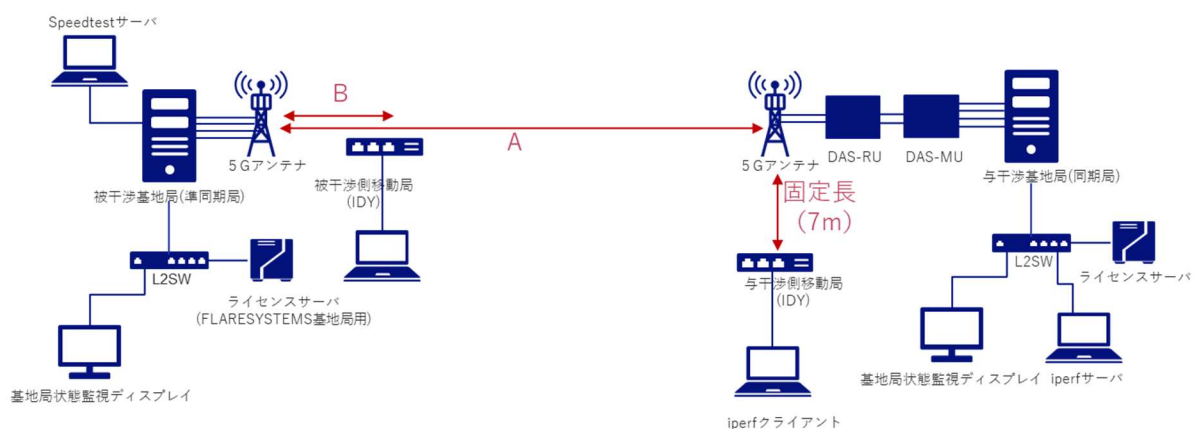 Speedtestサーバ
B
A
5Gアンテナ
被干渉基地局(準同期局)
被干渉側移動局
(IDY)
L2SW
ライセンスサーバ
(FLARESYSTEMS基地局用)
基地局状態監視ディスプレイ
5Gアンテナ
DAS-RU
DAS-MU
与干渉基地局(同期局)
固定長
(7m)
与干渉側移動局
(IDY)
L2SW
ライセンスサーバ
基地局状態監視ディスプレイ
iperfサーバ
iperfクライアント